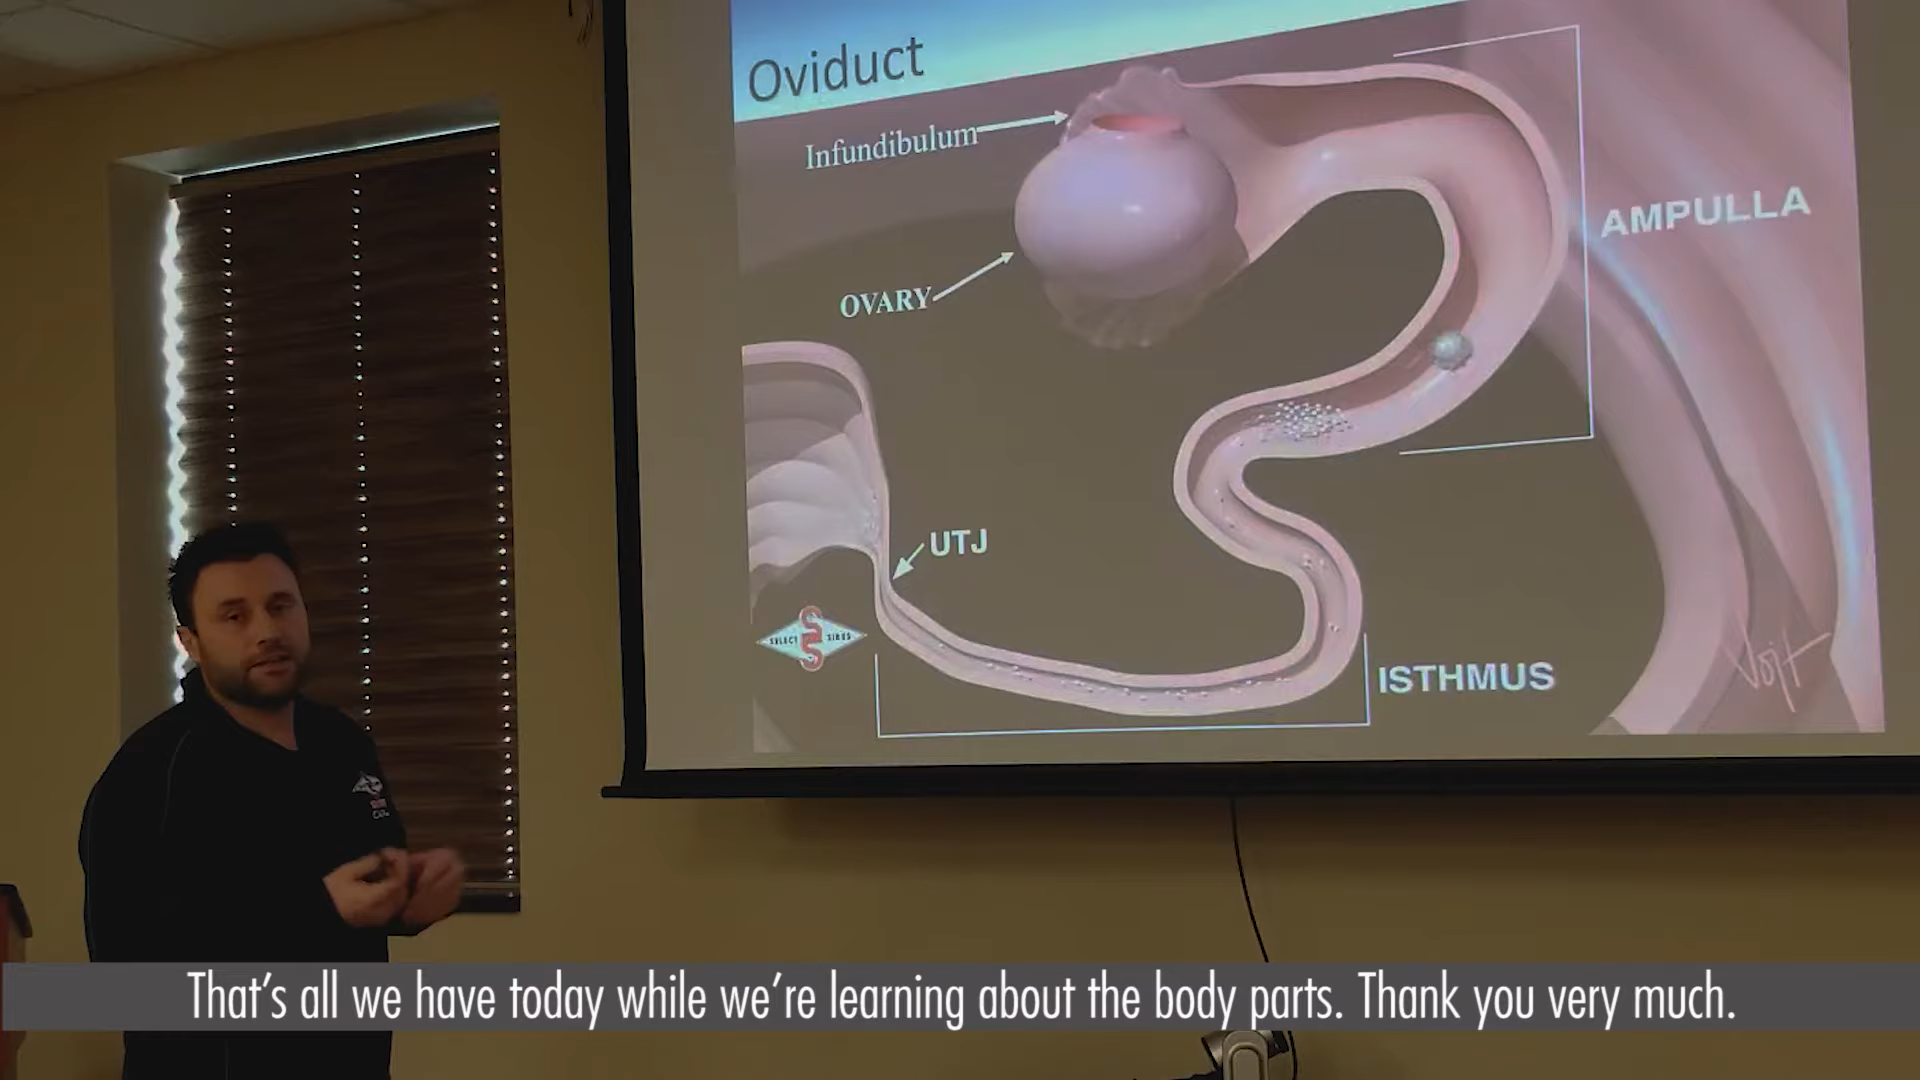 Oviduct
Infundibulum
OVARY
AMPULLA
UTJ
SELECT SIRES
ISTHMUS
Vojt
That's all we have today while we're learning about the body parts. Thank you very much.